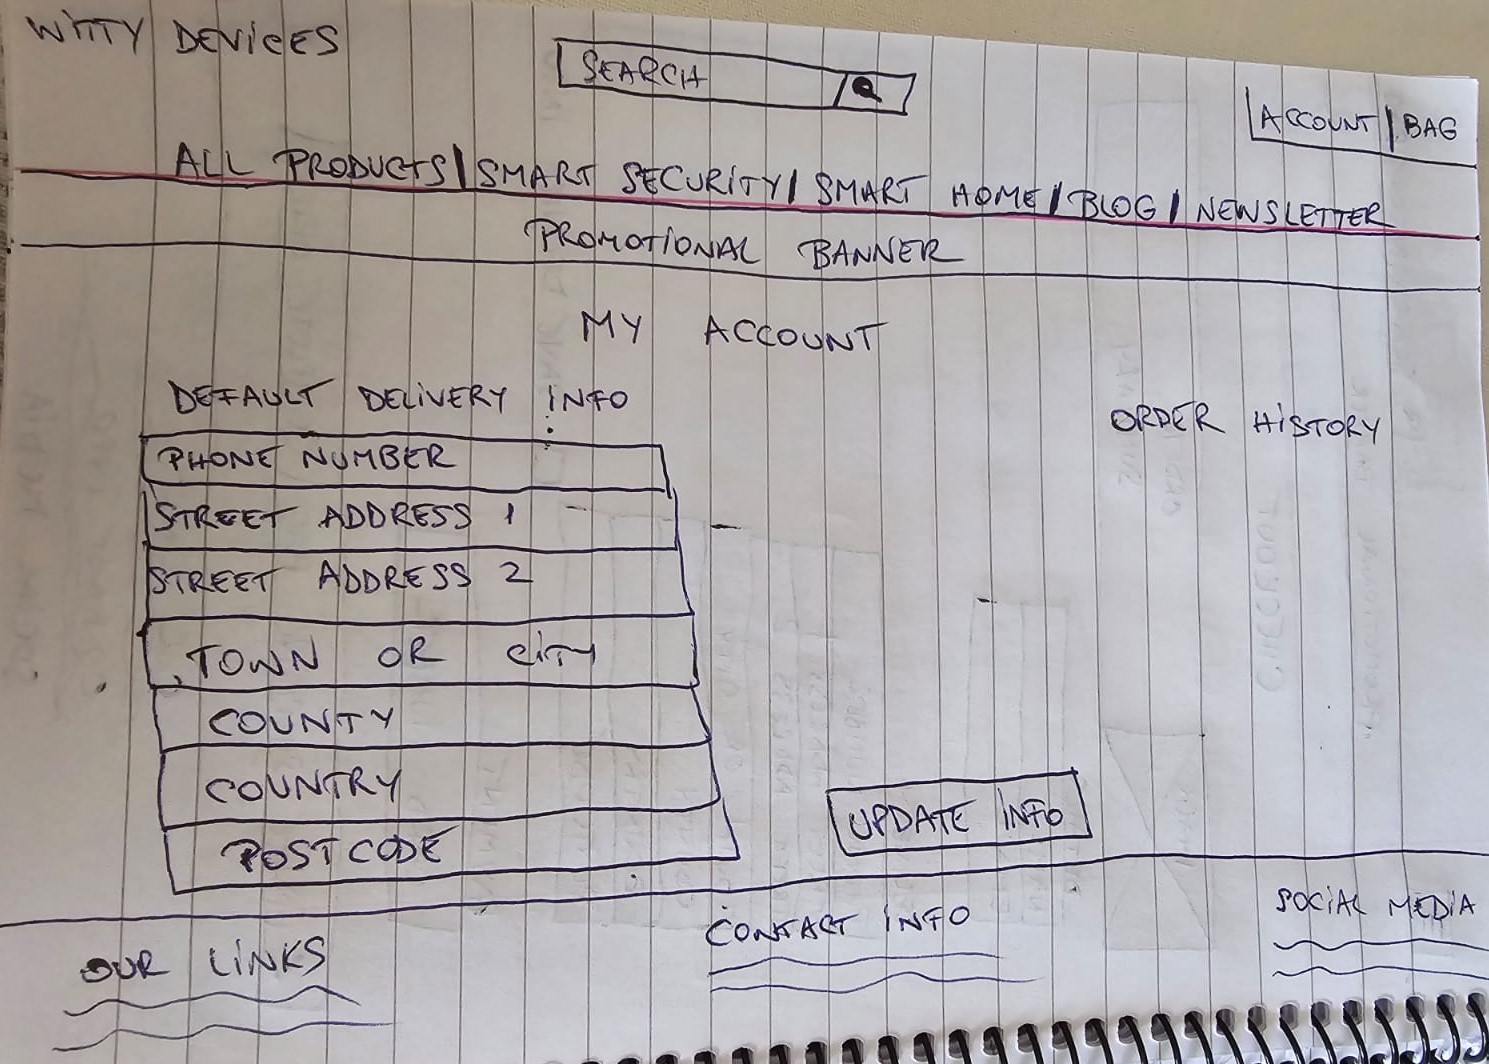 WITTY DEVICES
SEARCH
ACCOUNT | BAG
ALL PRODUCTS | SMART SECURITY | SMART HOME | BLOG | NEWSLETTER
PROMOTIONAL BANNER
MY ACCOUNT
DEFAULT DELIVERY INFO
ORDER HISTORY
PHONE NUMBER
STREET ADDRESS 1
STREET ADDRESS 2
TOWN OR CITY
COUNTY
COUNTRY
POSTCODE
UPDATE INFO
OUR LINKS
CONTACT INFO
SOCIAL MEDIA